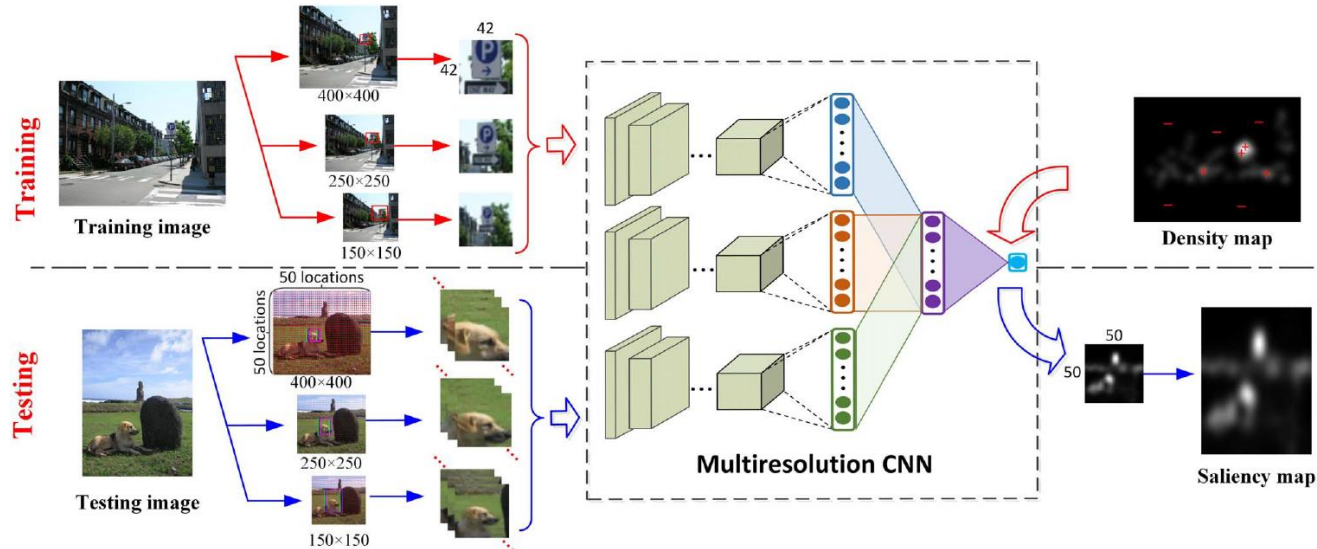 Training
Training image
400×400
250×250
150×150
42
42
P
Multiresolution CNN
Density map
Testing
Testing image
50 locations
50 locations
400×400
250×250
150×150
50
50
Saliency map